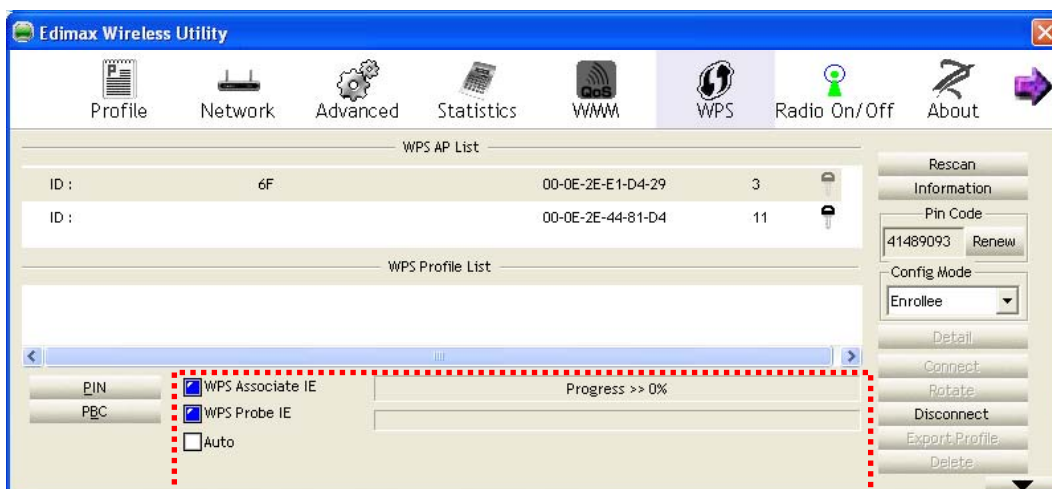 Edimax Wireless Utility
Profile Network Advanced Statistics QoS WMM WPS Radio On/Off About
WPS AP List
ID : 6F 00-0E-2E-E1-D4-29 3
ID : 00-0E-2E-44-81-D4 11
WPS Profile List
Rescan
Information
Pin Code
41489093 Renew
Config Mode
Enrollee
Detail
Connect
Rotate
Disconnect
Export Profile
Delete
PIN
PBC
WPS Associate IE
WPS Probe IE
Auto
Progress >> 0%